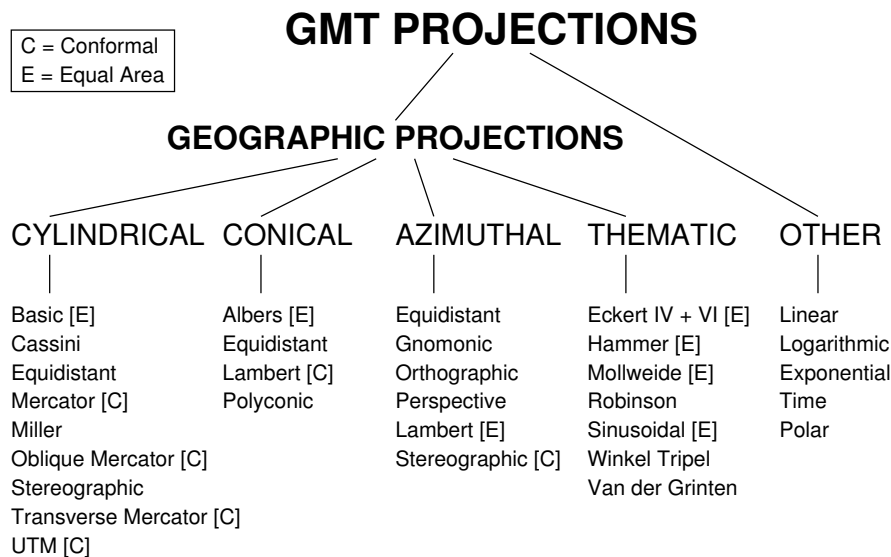 GMT PROJECTIONS
C = Conformal
E = Equal Area
GEOGRAPHIC PROJECTIONS
CYLINDRICAL
Basic [E]
Cassini
Equidistant
Mercator [C]
Miller
Oblique Mercator [C]
Stereographic
Transverse Mercator [C]
UTM [C]
CONICAL
Albers [E]
Equidistant
Lambert [C]
Polyconic
AZIMUTHAL
Equidistant
Gnomonic
Orthographic
Perspective
Lambert [E]
Stereographic [C]
THEMATIC
Eckert IV + VI [E]
Hammer [E]
Mollweide [E]
Robinson
Sinusoidal [E]
Winkel Tripel
Van der Grinten
OTHER
Linear
Logarithmic
Exponential
Time
Polar